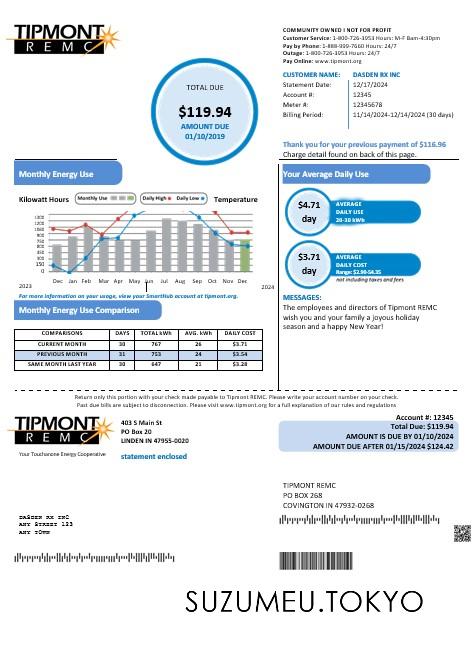 TIPMONT
REMC
COMMUNITY OWNED I NOT FOR PROFIT
Customer Service: 1-800-726-3953 Hours: M-F 8am-4:30pm
Pay by Phone: 1-888-999-7660 Hours: 24/7
Outage: 1-800-726-3953 Hours: 24/7
Pay Online: www.tipmont.org
TOTAL DUE
$119.94
AMOUNT DUE
01/10/2019
CUSTOMER NAME: DASDEN RX INC
Statement Date: 12/17/2024
Account #: 12345
Meter #: 12345678
Billing Period: 11/14/2024-12/14/2024 (30 days)
Thank you for your previous payment of $116.96
Charge detail found on back of this page.
Monthly Energy Use
Kilowatt Hours Monthly Use Daily High Daily Low Temperature
Dec Jan Feb Mar Apr May Jun Jul Aug Sep Oct Nov Dec
2023 2024
For more information on your usage, view your SmartHub account at tipmont.org.
Your Average Daily Use
$4.71
day
AVERAGE
DAILY USE
$3.71
day
AVERAGE
DAILY COST
Range: $2.99-$4.35
not including taxes and fees
MESSAGES:
The employees and directors of Tipmont REMC
wish you and your family a joyous holiday
season and a happy New Year!
Monthly Energy Use Comparison
COMPARISONS DAYS TOTAL kWh AVG. kWh DAILY COST
CURRENT MONTH 30 767 26 $3.71
PREVIOUS MONTH 31 753 24 $3.54
SAME MONTH LAST YEAR 30 647 21 $3.28
Return only this portion with your check made payable to Tipmont REMC. Please write your account number on your check.
Past due bills are subject to disconnection. Please visit www.tipmont.org for a full explanation of our rules and regulations
TIPMONT
REMC
Your Touchstone Energy Cooperative
403 S Main St
PO Box 20
LINDEN IN 47955-0020
statement enclosed
Account #: 12345
Total Due: $119.94
AMOUNT IS DUE BY 01/10/2024
AMOUNT DUE AFTER 01/15/2024 $124.42
TIPMONT REMC
PO BOX 268
COVINGTON IN 47932-0268
DASDEN RX INC
ANY STREET 123
ANY TOWN
SUZUMEU.TOKYO